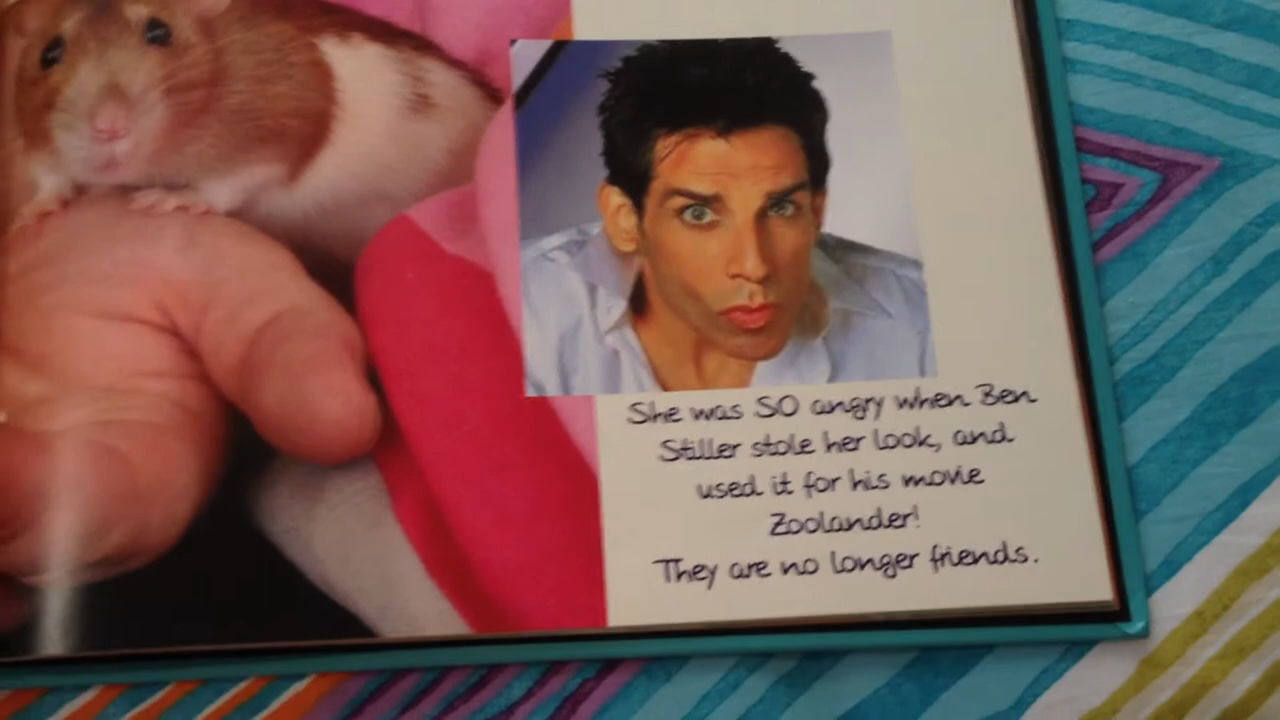 She was SO angry when Ben
Stiller stole her look, and
used it for his movie
Zoolander!
They are no longer friends.